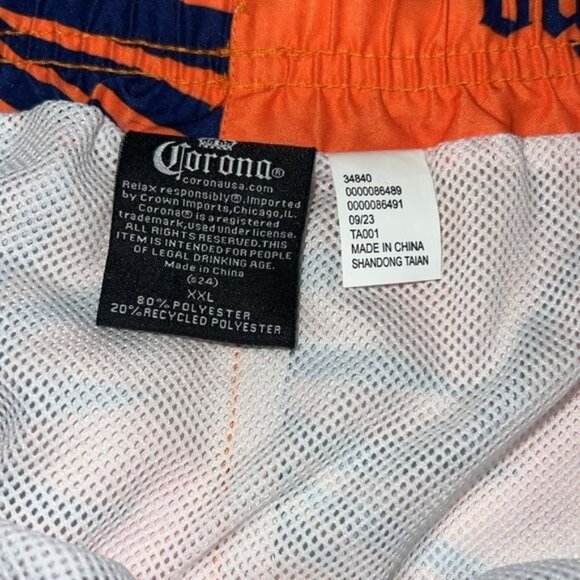 Corona®
coronausa.com
Relax responsibly®.Imported
by Crown Imports,Chicago,IL.
Corona® is a registered
trademark,used under license.
ALL RIGHTS RESERVED.THIS
ITEM IS INTENDED FOR PEOPLE
OF LEGAL DRINKING AGE.
Made in China
(S24)
XXL
80%POLYESTER
20%RECYCLED POLYESTER
34840
0000086489
0000086491
09/23
TA001
MADE IN CHINA
SHANDONG TAIAN